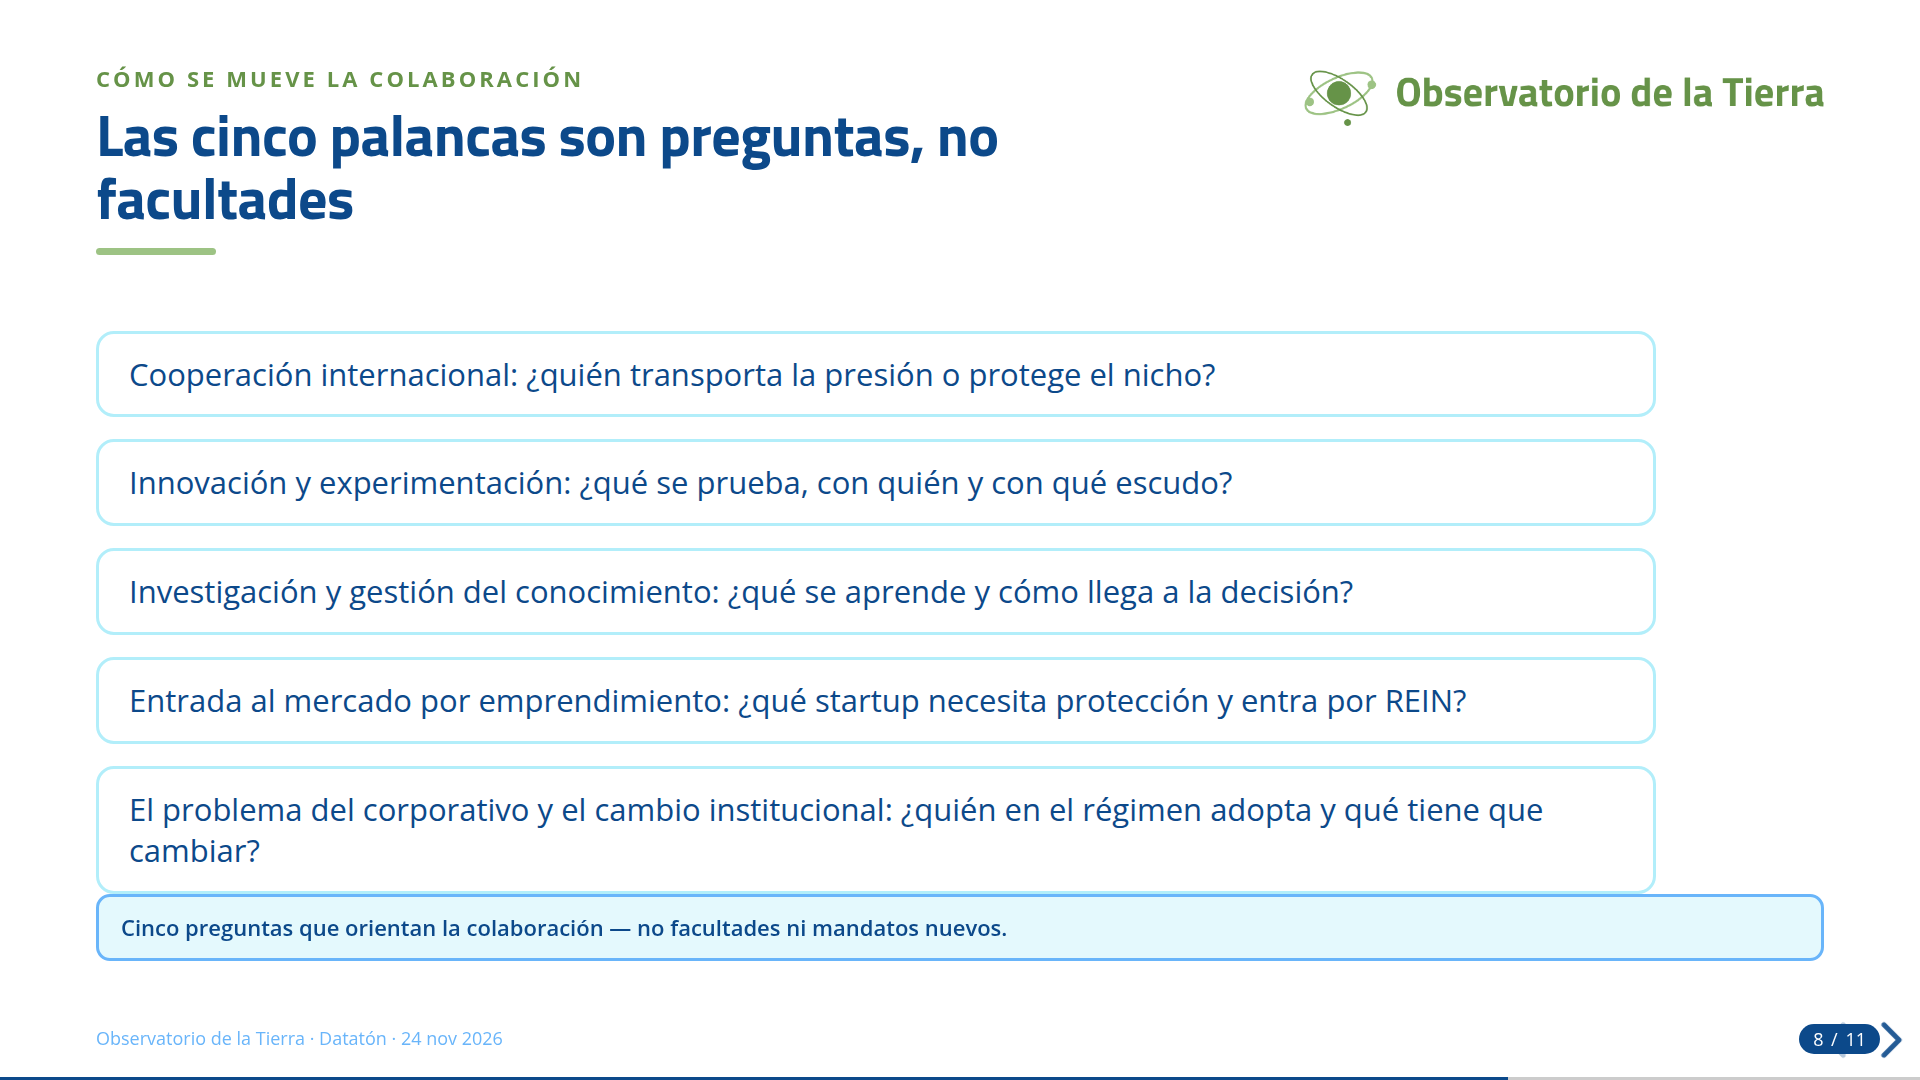 CÓMO SE MUEVE LA COLABORACIÓN
Observatorio de la Tierra
Las cinco palancas son preguntas, no
facultades
Cooperación internacional: ¿quién transporta la presión o protege el nicho?
Innovación y experimentación: ¿qué se prueba, con quién y con qué escudo?
Investigación y gestión del conocimiento: ¿qué se aprende y cómo llega a la decisión?
Entrada al mercado por emprendimiento: ¿qué startup necesita protección y entra por REIN?
El problema del corporativo y el cambio institucional: ¿quién en el régimen adopta y qué tiene que
cambiar?
Cinco preguntas que orientan la colaboración — no facultades ni mandatos nuevos.
Observatorio de la Tierra · Datatón · 24 nov 2026
8 / 11